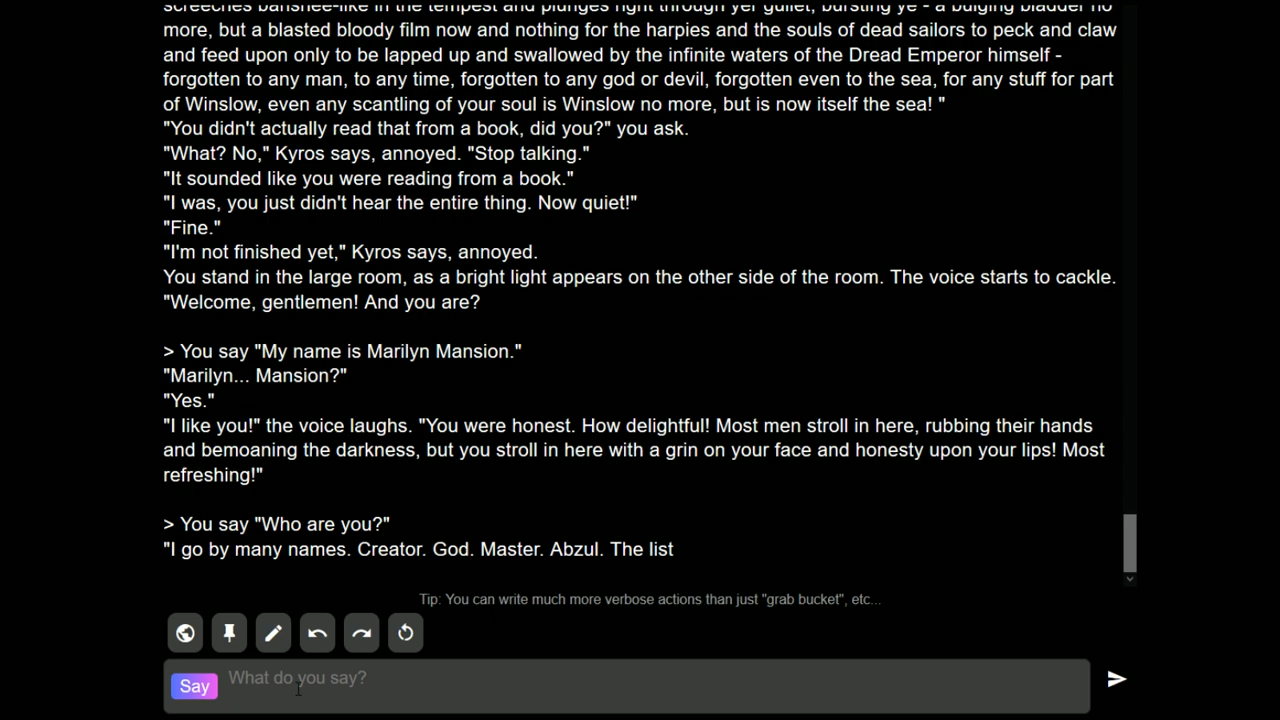 screeches banshee-like in the tempest and plunges right through yer gullet, bursting ye - a bulging bladder no
more, but a blasted bloody film now and nothing for the harpies and the souls of dead sailors to peck and claw
and feed upon only to be lapped up and swallowed by the infinite waters of the Dread Emperor himself -
forgotten to any man, to any time, forgotten to any god or devil, forgotten even to the sea, for any stuff for part
of Winslow, even any scantling of your soul is Winslow no more, but is now itself the sea! "
"You didn't actually read that from a book, did you?" you ask.
"What? No," Kyros says, annoyed. "Stop talking."
"It sounded like you were reading from a book."
"I was, you just didn't hear the entire thing. Now quiet!"
"Fine."
"I'm not finished yet," Kyros says, annoyed.
You stand in the large room, as a bright light appears on the other side of the room. The voice starts to cackle.
"Welcome, gentlemen! And you are?
> You say "My name is Marilyn Mansion."
"Marilyn... Mansion?"
"Yes."
"I like you!" the voice laughs. "You were honest. How delightful! Most men stroll in here, rubbing their hands
and bemoaning the darkness, but you stroll in here with a grin on your face and honesty upon your lips! Most
refreshing!"
> You say "Who are you?"
"I go by many names. Creator. God. Master. Abzul. The list
Tip: You can write much more verbose actions than just "grab bucket", etc...
Say What do you say?